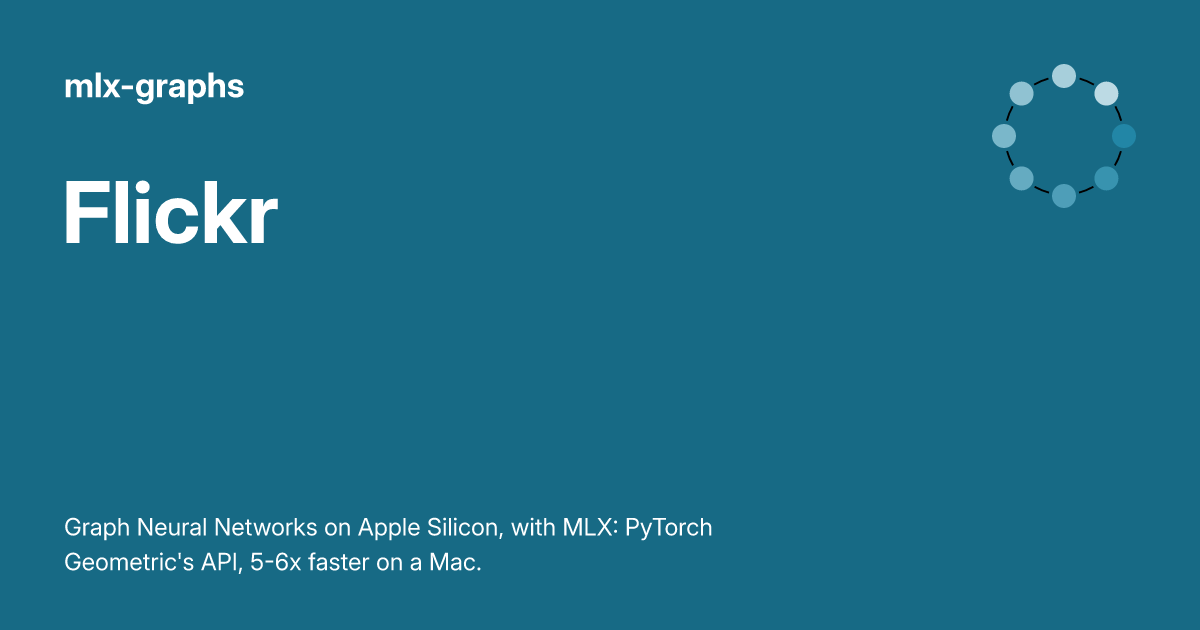 mlx-graphs
Flickr
Graph Neural Networks on Apple Silicon, with MLX: PyTorch
Geometric's API, 5-6x faster on a Mac.